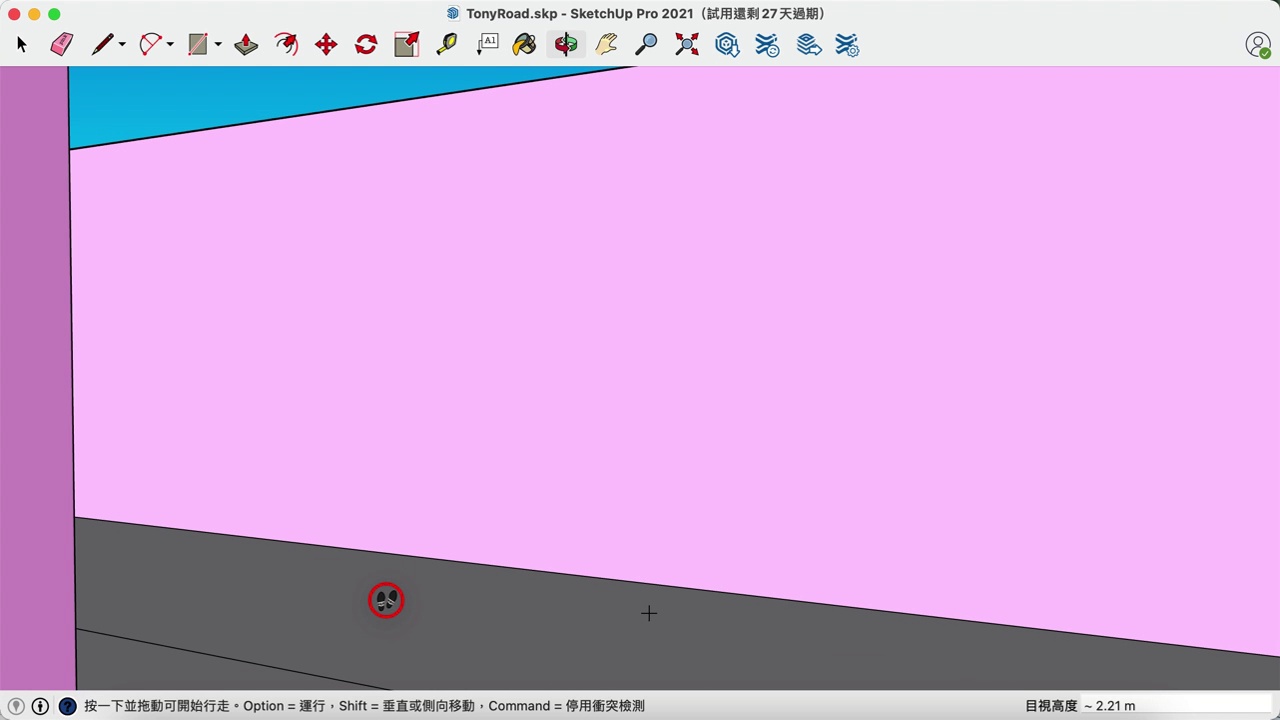 TonyRoad.skp - SketchUp Pro 2021（試用還剩 27 天過期）
A1
按一下並拖動可開始行走。Option = 運行，Shift = 垂直或側向移動，Command = 停用衝突檢測
目視高度 ~ 2.21 m